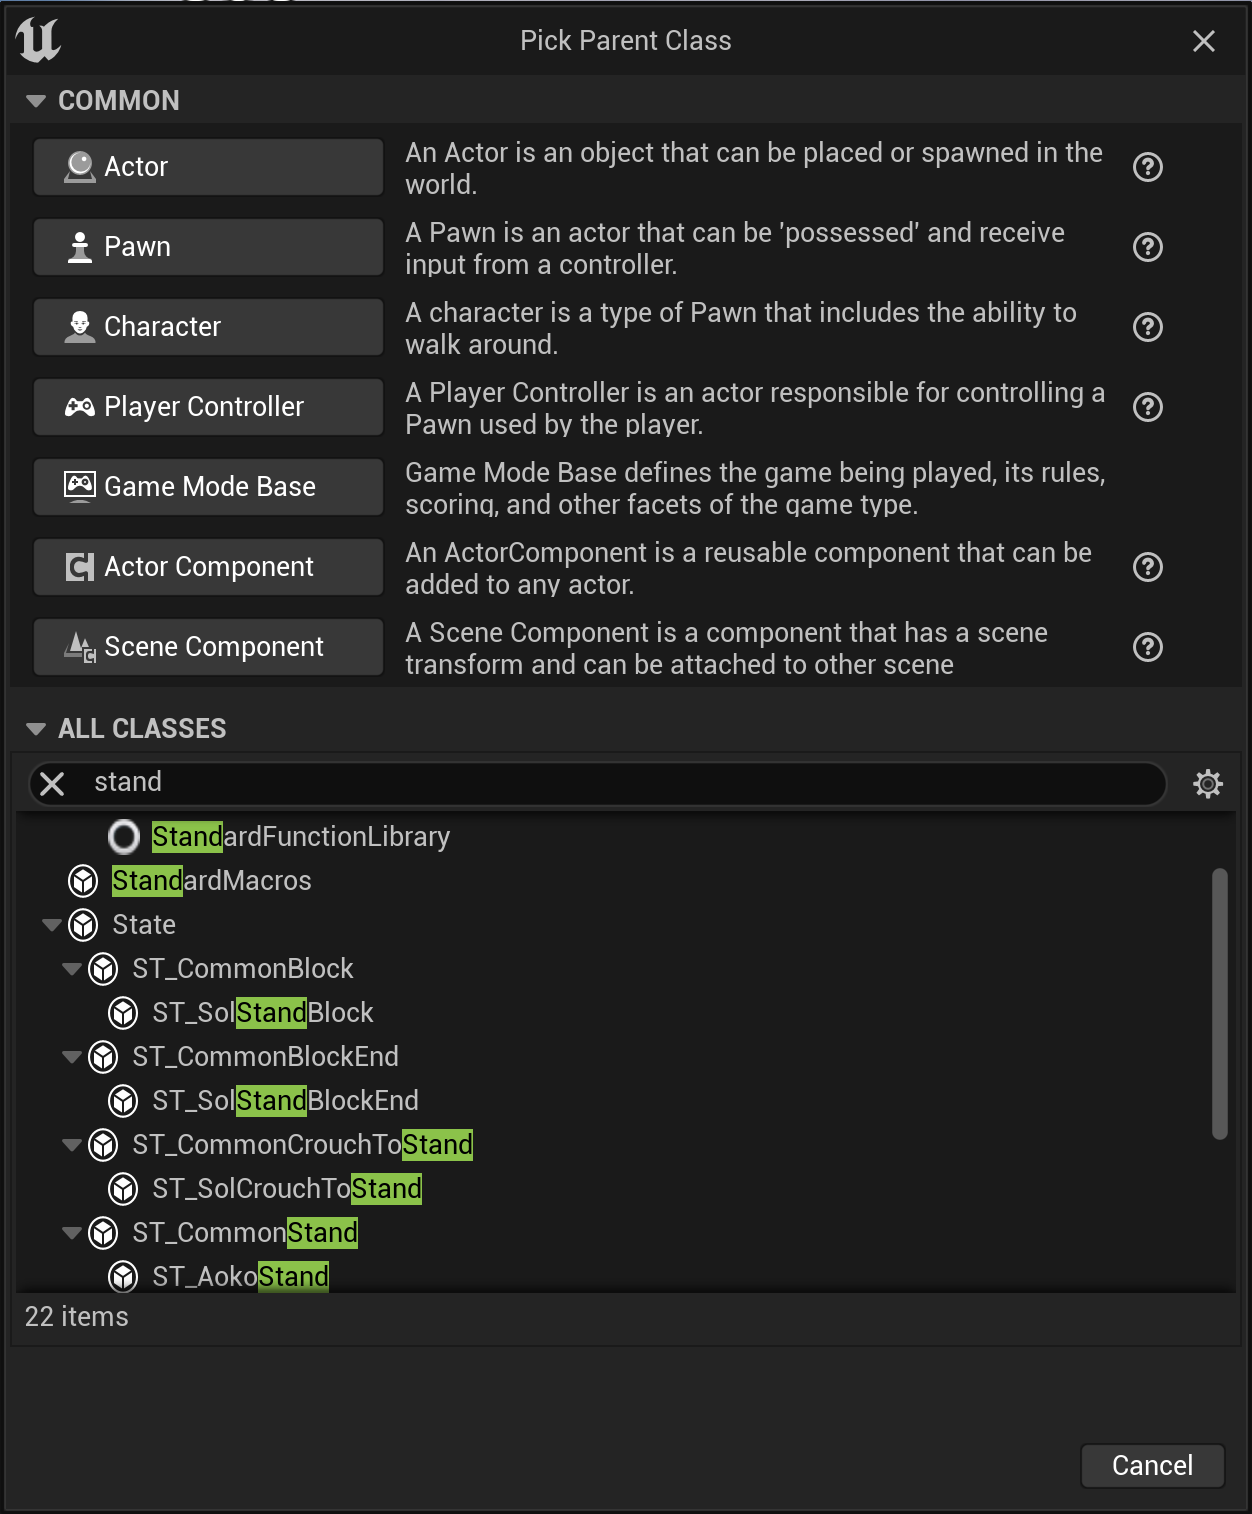 Pick Parent Class
COMMON
Actor
An Actor is an object that can be placed or spawned in the
world.
Pawn
A Pawn is an actor that can be 'possessed' and receive
input from a controller.
Character
A character is a type of Pawn that includes the ability to
walk around.
Player Controller
A Player Controller is an actor responsible for controlling a
Pawn used by the player.
Game Mode Base
Game Mode Base defines the game being played, its rules,
scoring, and other facets of the game type.
Actor Component
An ActorComponent is a reusable component that can be
added to any actor.
Scene Component
A Scene Component is a component that has a scene
transform and can be attached to other scene
ALL CLASSES
stand
StandardFunctionLibrary
StandardMacros
State
ST_CommonBlock
ST_SolStandBlock
ST_CommonBlockEnd
ST_SolStandBlockEnd
ST_CommonCrouchToStand
ST_SolCrouchToStand
ST_CommonStand
ST_AokoStand
22 items
Cancel